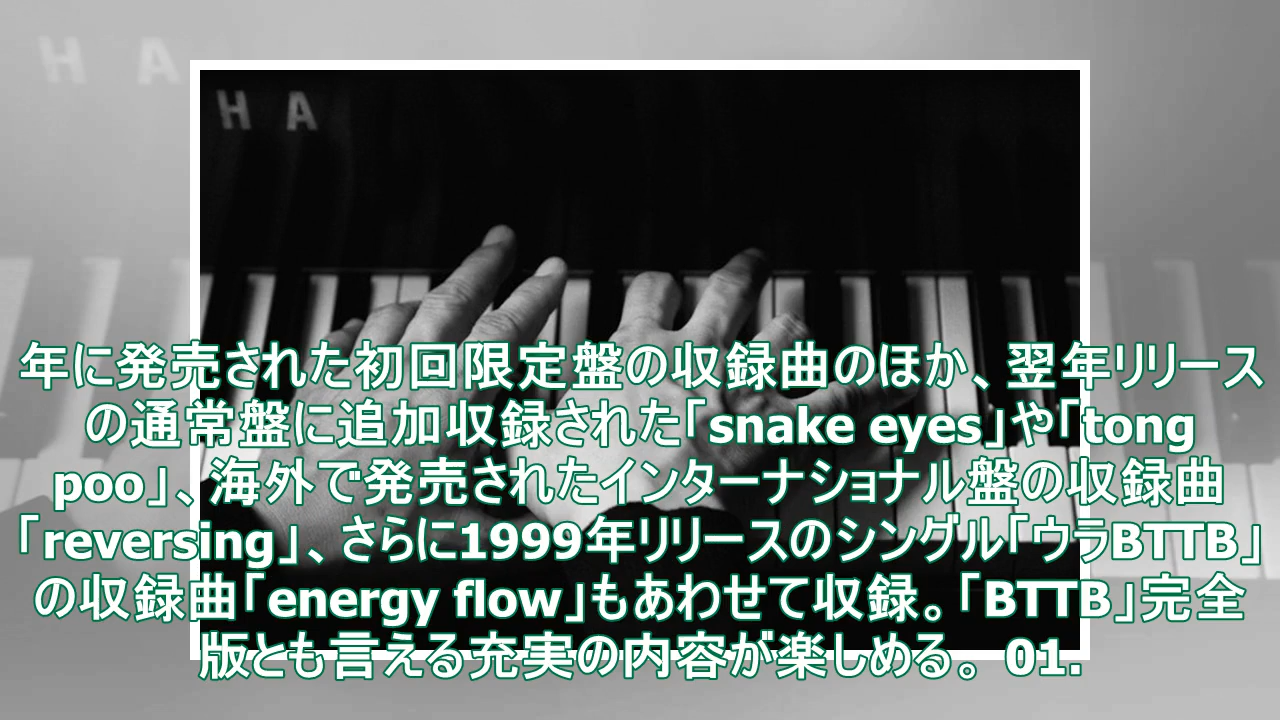 H A
H A
年に発売された初回限定盤の収録曲のほか、翌年リリース
の通常盤に追加収録された「snake eyes」や「tong
poo」、海外で発売されたインターナショナル盤の収録曲
「reversing」、さらに1999年リリースのシングル「ウラBTTB」
の収録曲「energy flow」もあわせて収録。「BTTB」完全
版とも言える充実の内容が楽しめる。 01.